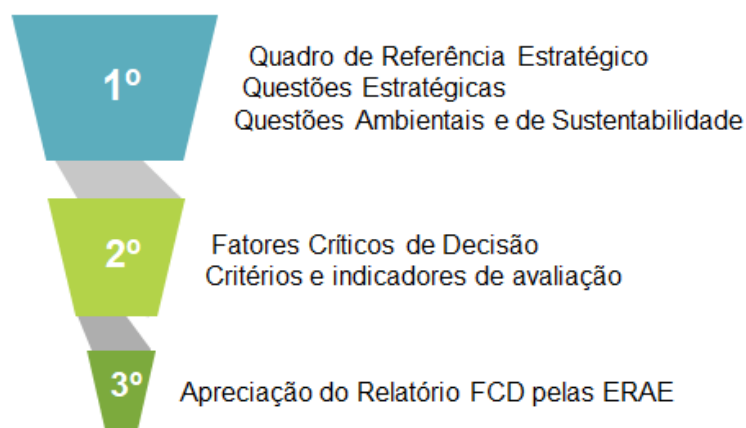 1º
Quadro de Referência Estratégico
Questões Estratégicas
Questões Ambientais e de Sustentabilidade
2º
Fatores Críticos de Decisão
Critérios e indicadores de avaliação
3º
Apreciação do Relatório FCD pelas ERAE